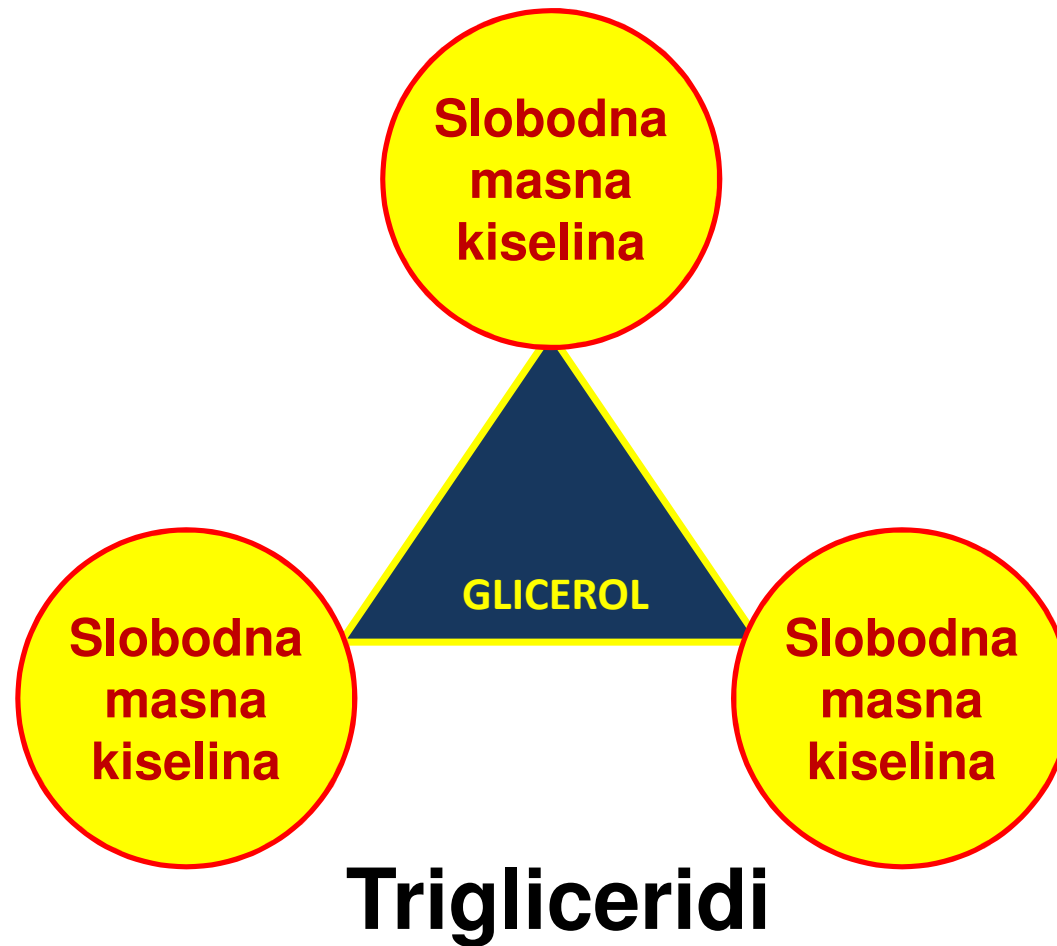 Slobodna
masna
kiselina
GLICEROL
Slobodna
masna
kiselina
Slobodna
masna
kiselina
Trigliceridi